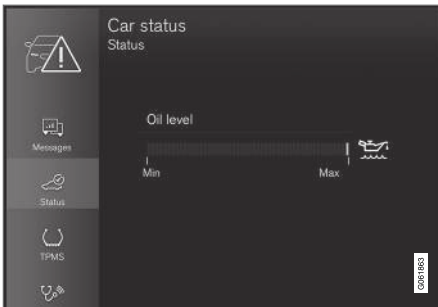 Car status
Status
Messages
Status
TPMS
Oil level
Min Max
G061863